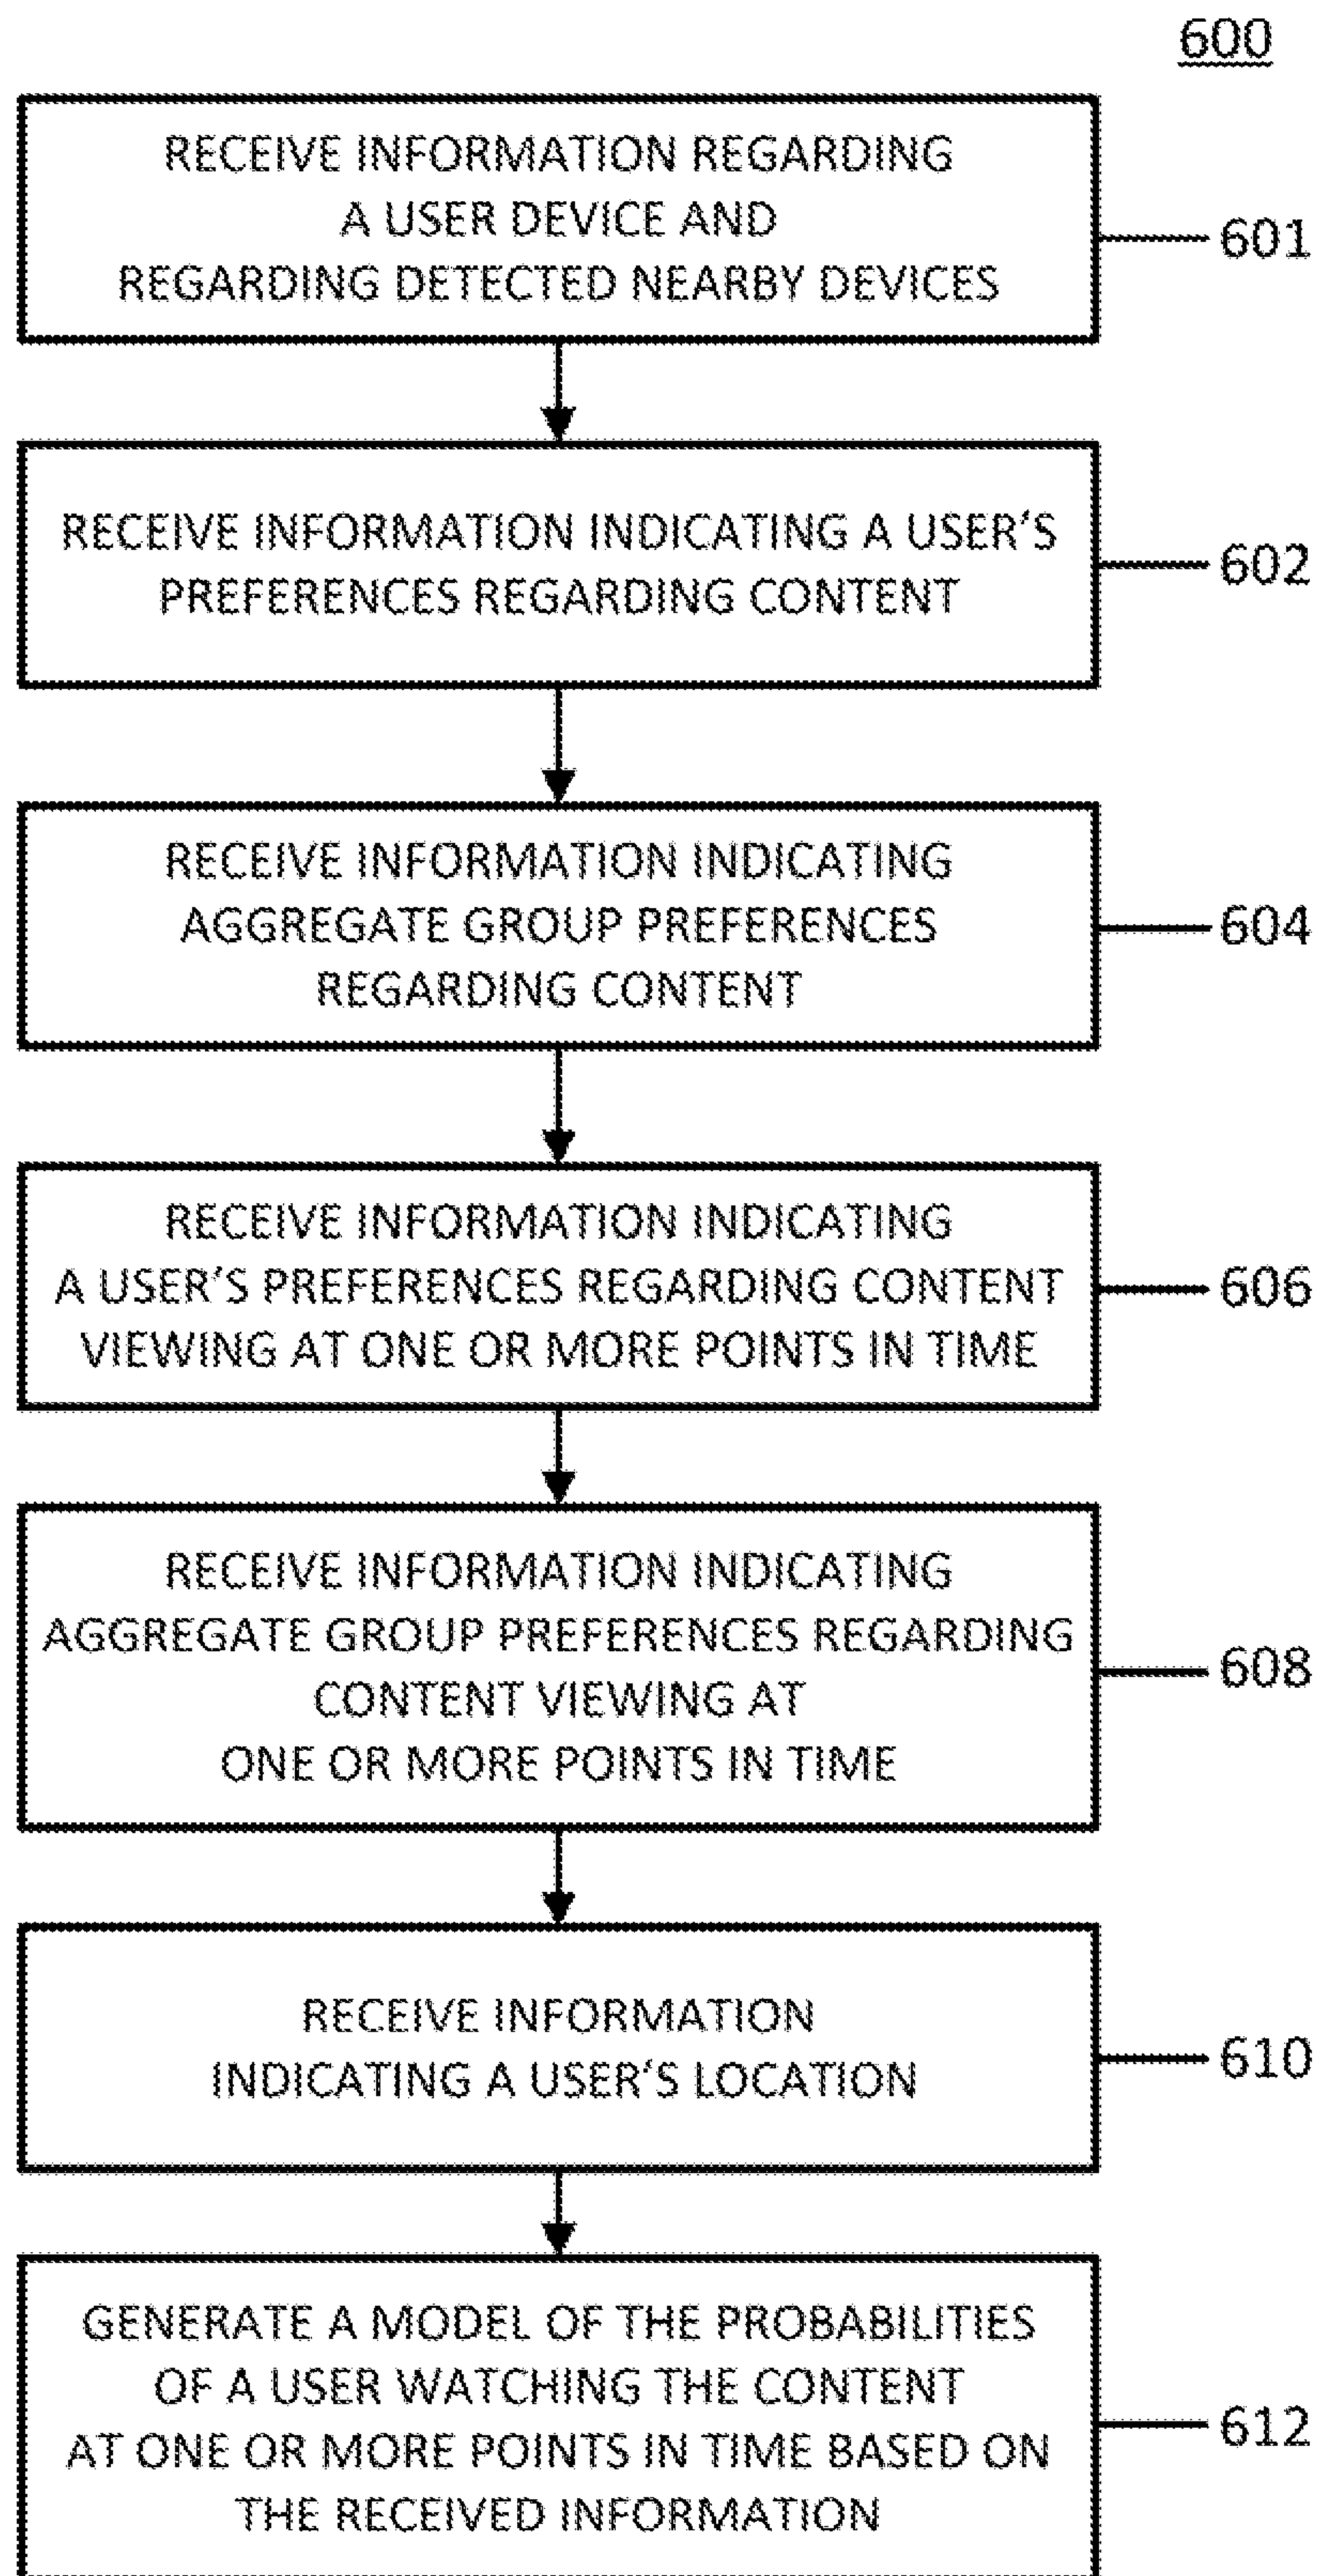 600
RECEIVE INFORMATION REGARDING
A USER DEVICE AND
REGARDING DETECTED NEARBY DEVICES
601
RECEIVE INFORMATION INDICATING A USER'S
PREFERENCES REGARDING CONTENT
602
RECEIVE INFORMATION INDICATING
AGGREGATE GROUP PREFERENCES
REGARDING CONTENT
604
RECEIVE INFORMATION INDICATING
A USER'S PREFERENCES REGARDING CONTENT
VIEWING AT ONE OR MORE POINTS IN TIME
606
RECEIVE INFORMATION INDICATING
AGGREGATE GROUP PREFERENCES REGARDING
CONTENT VIEWING AT
ONE OR MORE POINTS IN TIME
608
RECEIVE INFORMATION
INDICATING A USER'S LOCATION
610
GENERATE A MODEL OF THE PROBABILITIES
OF A USER WATCHING THE CONTENT
AT ONE OR MORE POINTS IN TIME BASED ON
THE RECEIVED INFORMATION
612